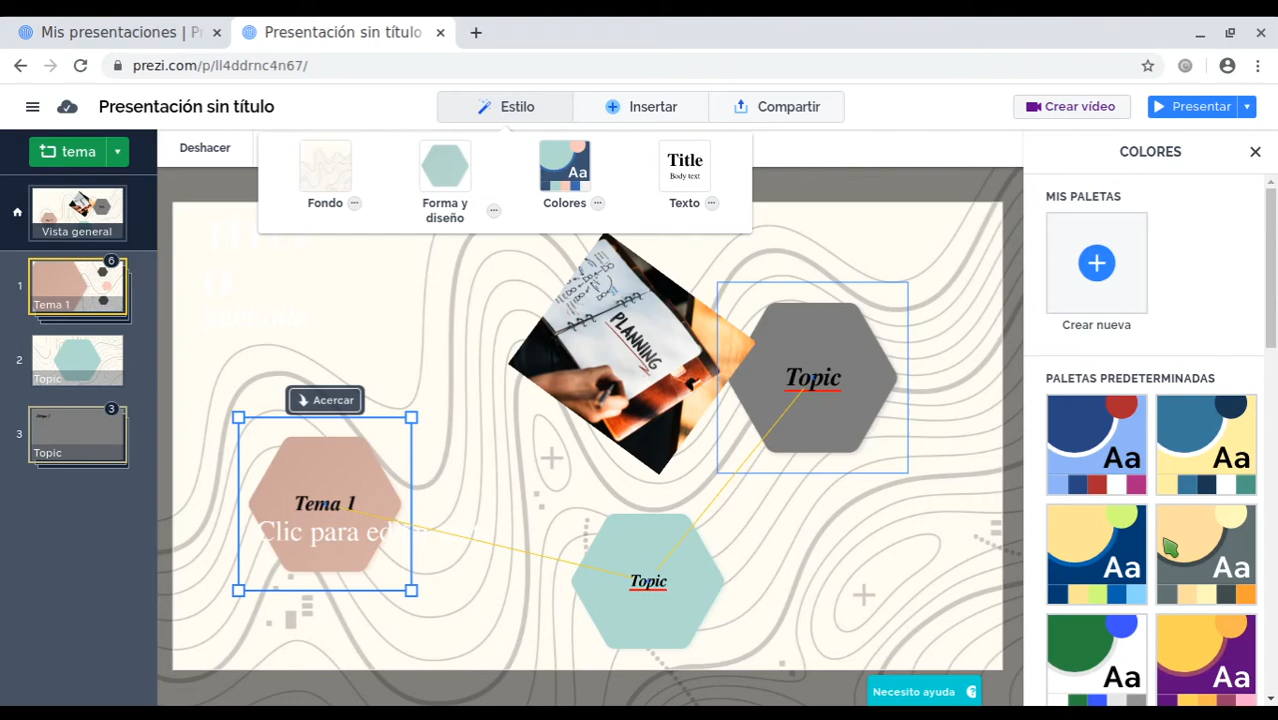 Mis presentaciones | P
Presentación sin título
prezi.com/p/ll4ddrnc4n67/
Presentación sin título
Estilo
Insertar
Compartir
Crear vídeo
Presentar
tema
Deshacer
Fondo
Forma y
diseño
Aa
Colores
Title
Body text
Texto
COLORES
MIS PALETAS
Crear nueva
PALETAS PREDETERMINADAS
Aa
Aa
Aa
Aa
Aa
Aa
Vista general
1
6
Tema 1
2
Topic
3
3
Topic
PLANNING
Topic
Acercar
Tema 1
Clic para ed
Topic
Necesito ayuda